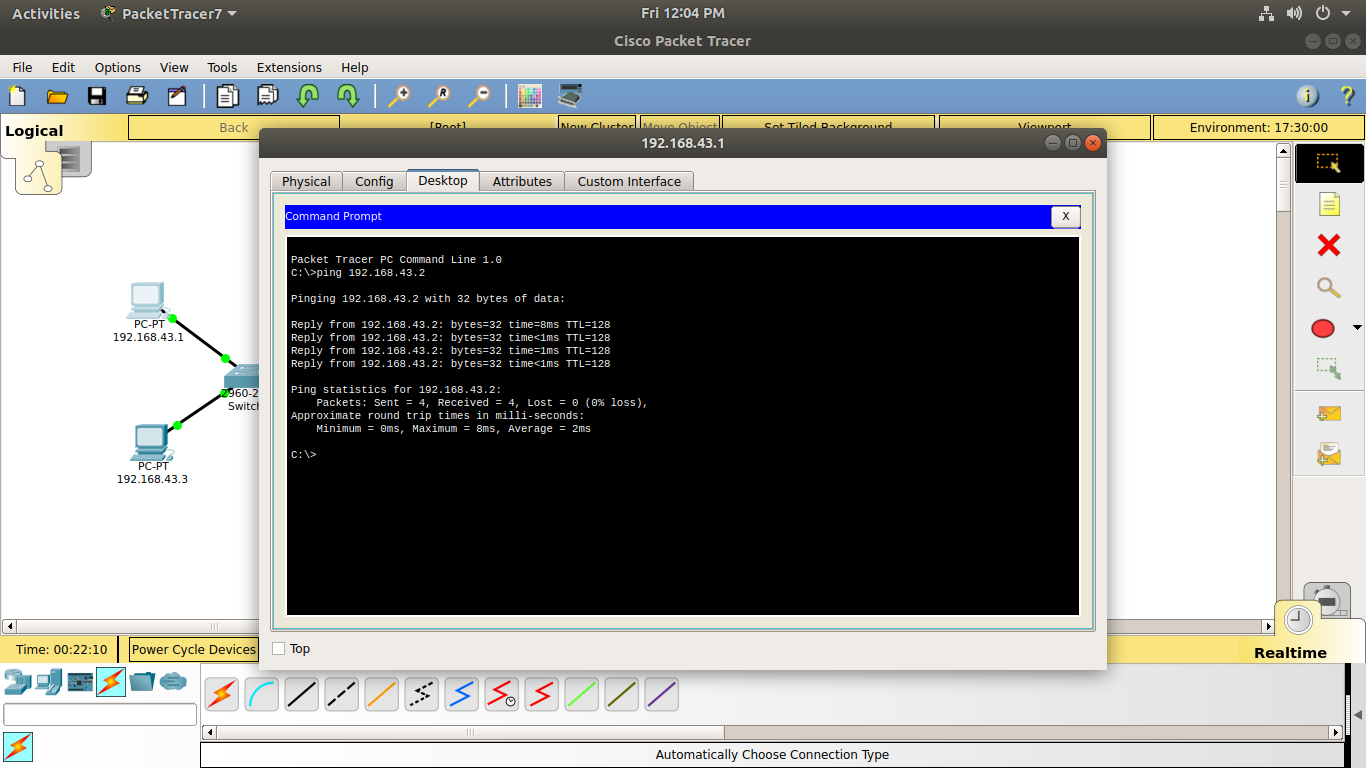 Activities PacketTracer7 Fri 12:04 PM
Cisco Packet Tracer
File Edit Options View Tools Extensions Help
Logical Back [Root] New Cluster Move Object Set Tiled Background Viewport Environment: 17:30:00
192.168.43.1
Physical Config Desktop Attributes Custom Interface
Command Prompt X
Packet Tracer PC Command Line 1.0
C:\>ping 192.168.43.2
Pinging 192.168.43.2 with 32 bytes of data:
Reply from 192.168.43.2: bytes=32 time=8ms TTL=128
Reply from 192.168.43.2: bytes=32 time<1ms TTL=128
Reply from 192.168.43.2: bytes=32 time=1ms TTL=128
Reply from 192.168.43.2: bytes=32 time<1ms TTL=128
Ping statistics for 192.168.43.2:
Packets: Sent = 4, Received = 4, Lost = 0 (0% loss),
Approximate round trip times in milli-seconds:
Minimum = 0ms, Maximum = 8ms, Average = 2ms
C:\>
PC-PT
192.168.43.1
2960-2
Switc
PC-PT
192.168.43.3
Top
Time: 00:22:10 Power Cycle Devices
Realtime
Automatically Choose Connection Type